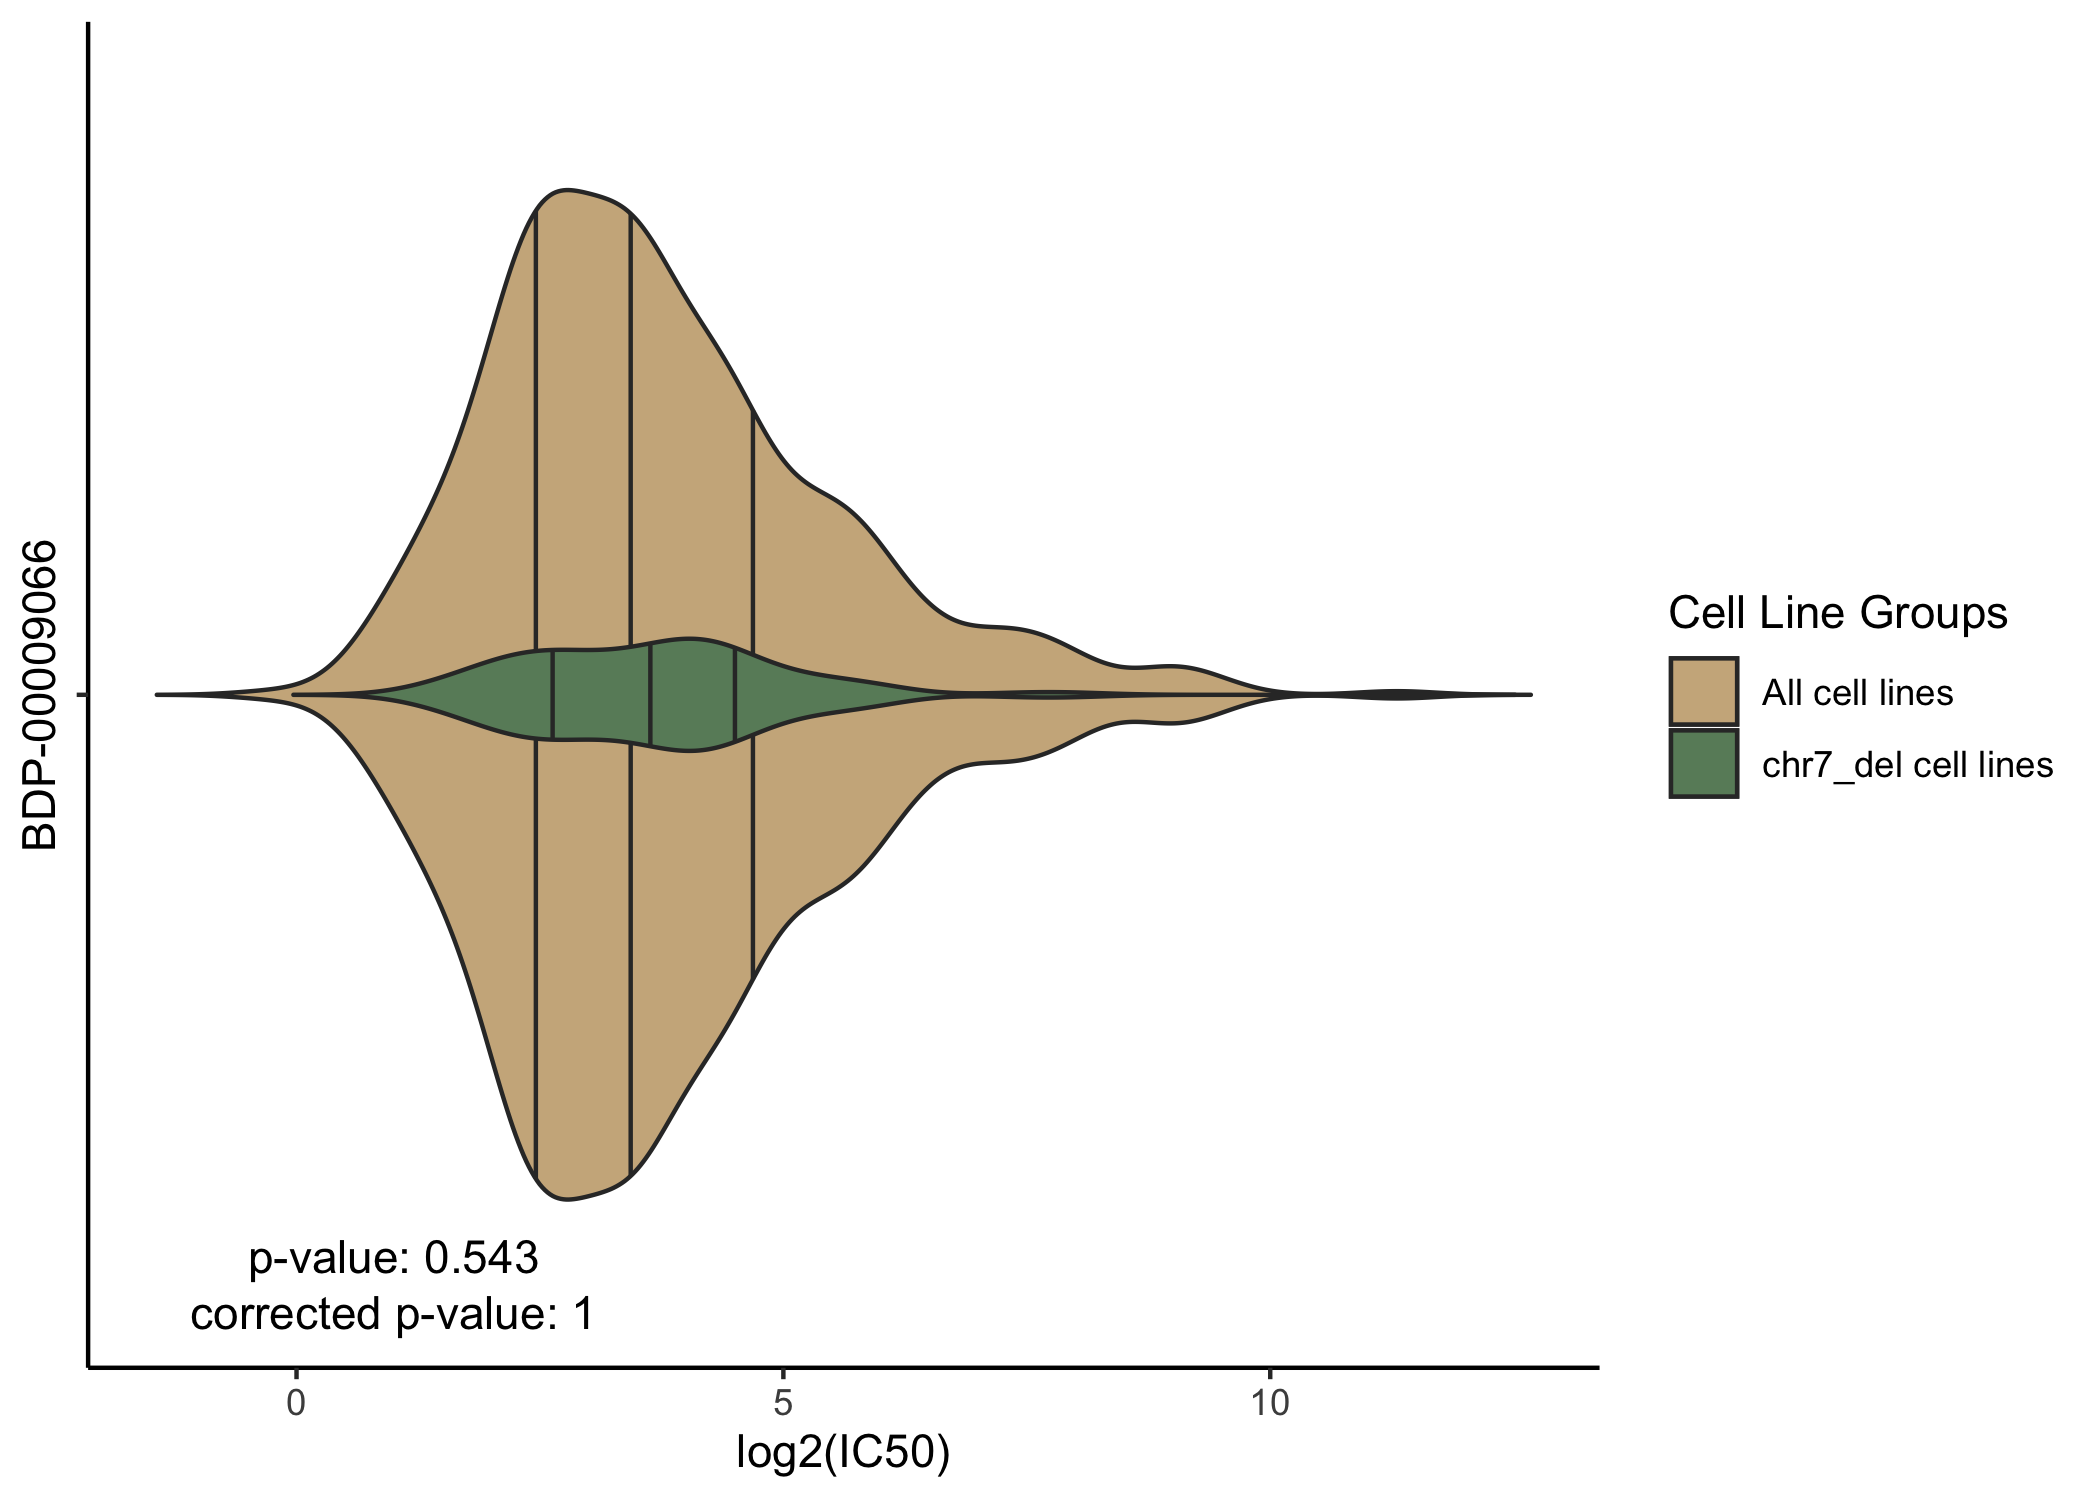 BDP-00009066
p-value: 0.543
corrected p-value: 1
0 5 10
log2(IC50)
Cell Line Groups
All cell lines
chr7_del cell lines